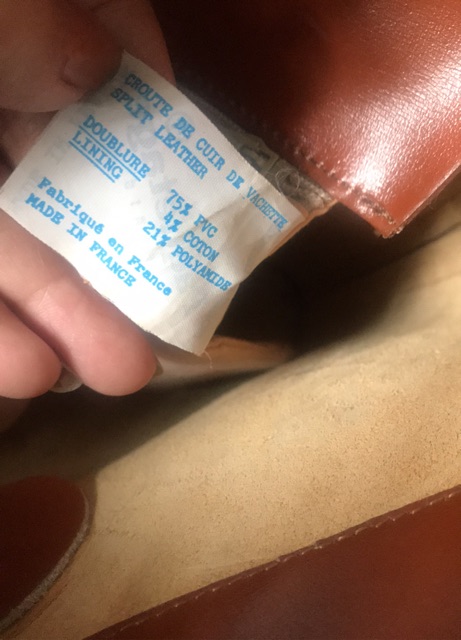 CROUTE DE CUIR DE VACHETTE
SPLIT LEATHER
DOUBLURE
LINING
75% PVC
4% COTON
21% POLYAMIDE
Fabriqué en France
MADE IN FRANCE